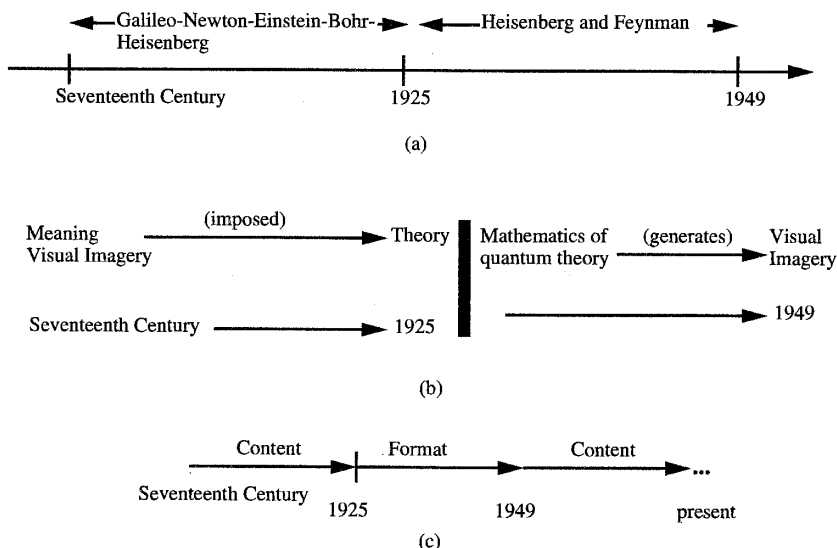 Galileo-Newton-Einstein-Bohr-
Heisenberg
Heisenberg and Feynman
Seventeenth Century
1925
1949
(a)
Meaning
Visual Imagery
(imposed)
Theory
Mathematics of
quantum theory
(generates)
Visual
Imagery
Seventeenth Century
1925
1949
(b)
Content
Format
Content
...
Seventeenth Century
1925
1949
present
(c)